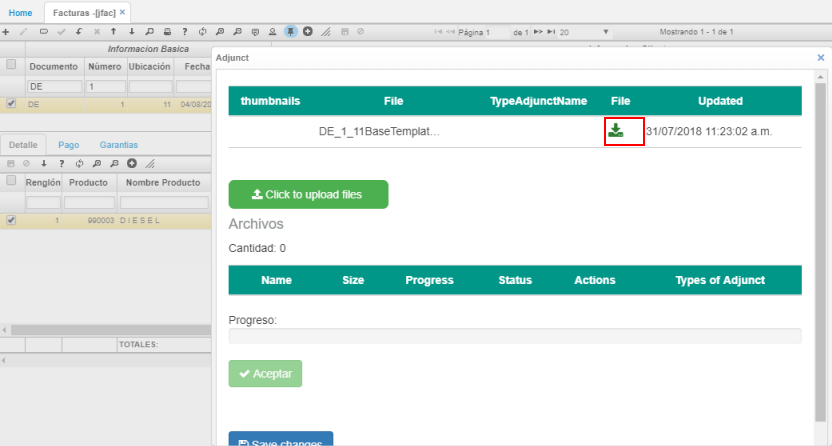 Home Facturas -[jfac] ×
Página 1 de 1 20 Mostrando 1 - 1 de 1
Informacion Basica
Adjunct ×
Documento Número Ubicación Fecha
DE 1
DE 1 11 04/08/20
thumbnails File TypeAdjunctName File Updated
DE_1_11BaseTemplat... 31/07/2018 11:23:02 a.m.
Detalle Pago Garantias
Renglón Producto Nombre Producto
1 990003 D I E S E L
Click to upload files
Archivos
Cantidad: 0
Name Size Progress Status Actions Types of Adjunct
Progreso:
TOTALES:
Aceptar
Save changes